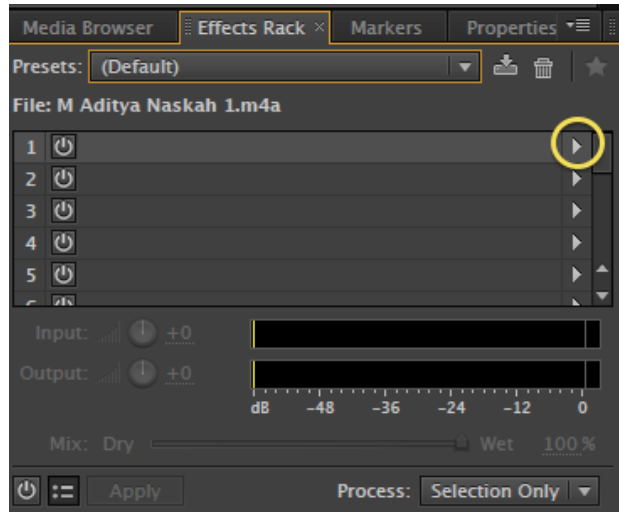 Media Browser Effects Rack × Markers Properties
Presets: (Default)
File: M Aditya Naskah 1.m4a
1
2
3
4
5
Input: +0
Output: +0
dB -48 -36 -24 -12 0
Mix: Dry Wet 100 %
Apply Process: Selection Only